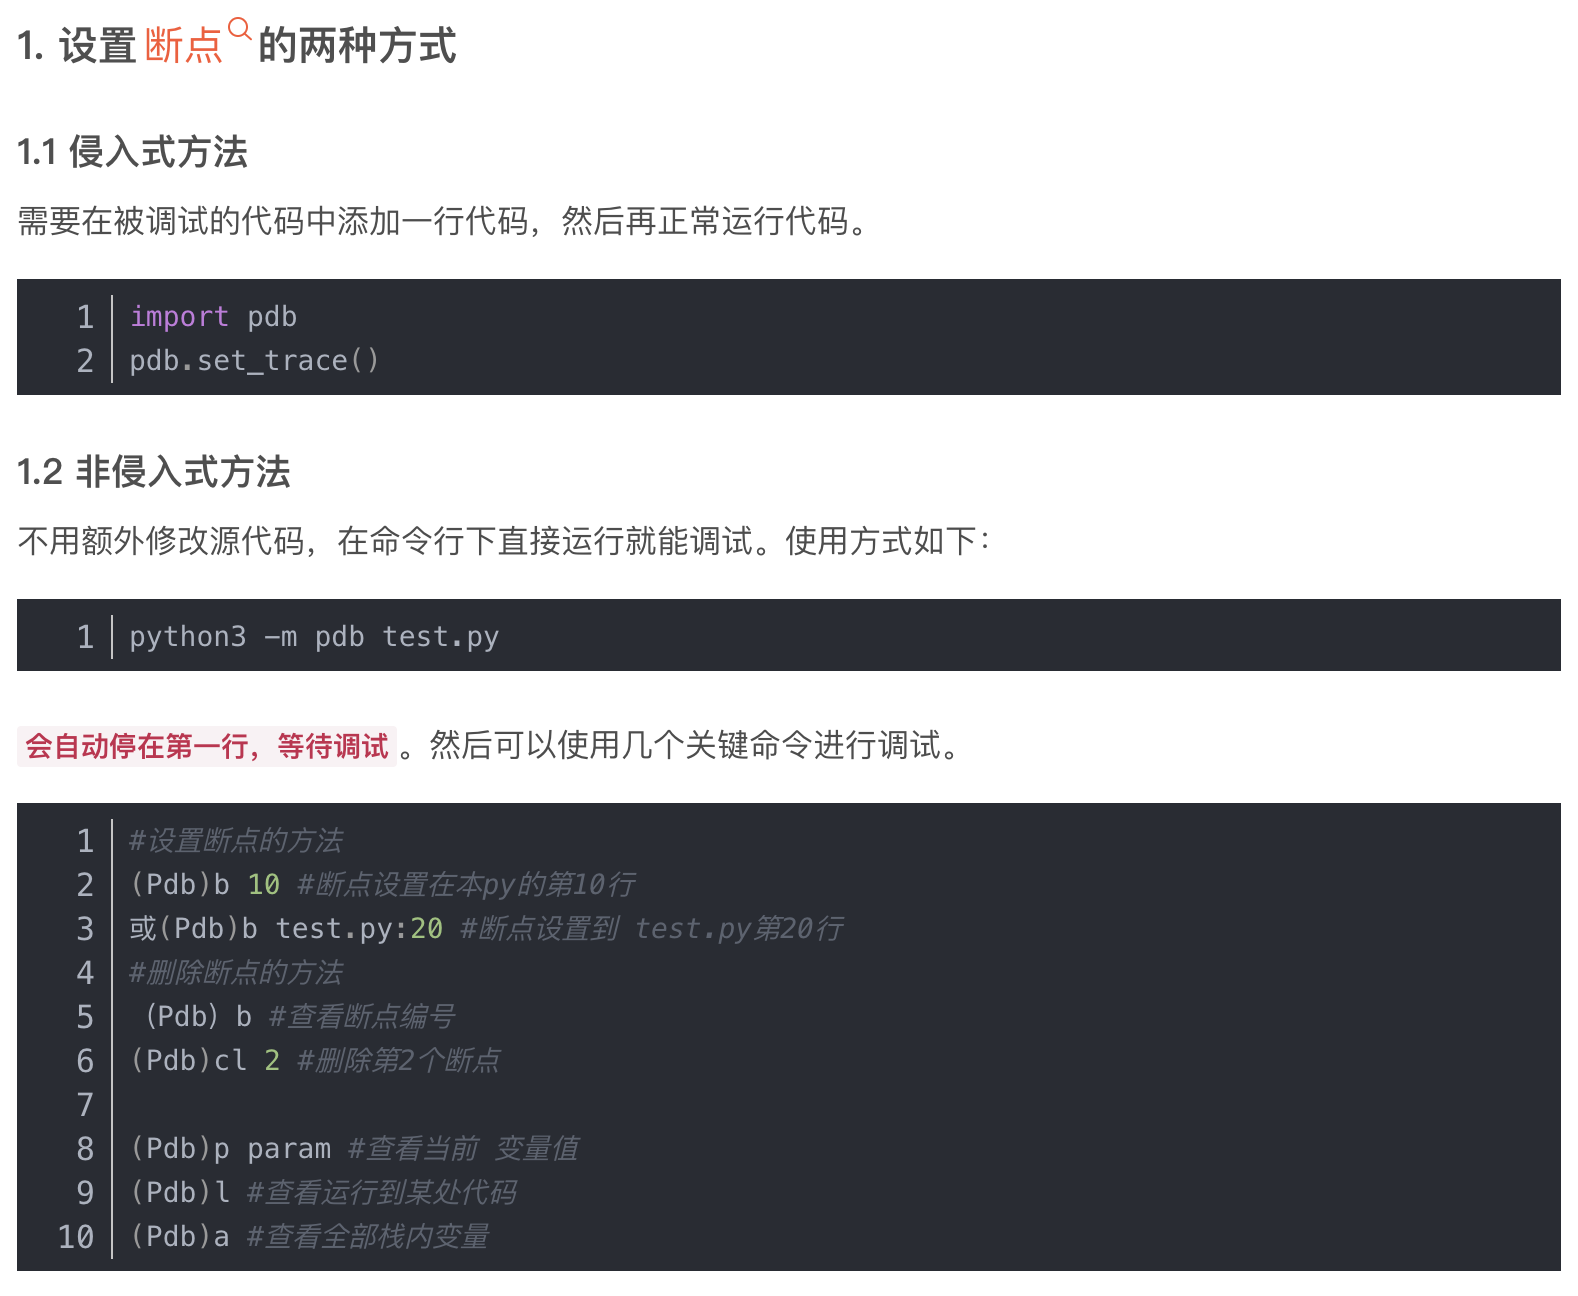 1. 设置断点的两种方式
1.1 侵入式方法
需要在被调试的代码中添加一行代码，然后再正常运行代码。
1 import pdb
2 pdb.set_trace()
1.2 非侵入式方法
不用额外修改源代码，在命令行下直接运行就能调试。使用方式如下：
1 python3 -m pdb test.py
会自动停在第一行，等待调试。然后可以使用几个关键命令进行调试。
1 #设置断点的方法
2 (Pdb)b 10 #断点设置在本py的第10行
3 或(Pdb)b test.py:20 #断点设置到 test.py第20行
4 #删除断点的方法
5 （Pdb）b #查看断点编号
6 (Pdb)cl 2 #删除第2个断点
7
8 (Pdb)p param #查看当前 变量值
9 (Pdb)l #查看运行到某处代码
10 (Pdb)a #查看全部栈内变量